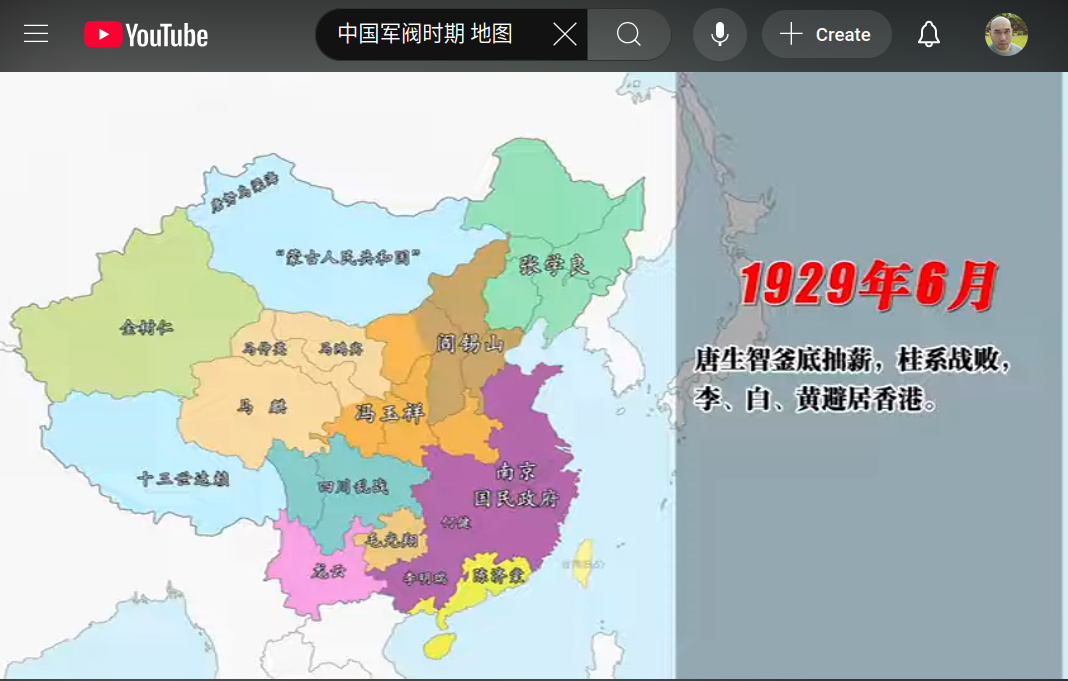 YouTube
中国军阀时期 地图
Create
唐努乌梁海
“蒙古人民共和国”
张学良
1929年6月
金树仁
马仲英
马鸿宾
阎锡山
唐生智釜底抽薪，桂系战败，
李、白、黄避居香港。
马 麒
冯玉祥
十三世达赖
四川乱战
南京
国民政府
何健
毛光翔
龙云
李明瑞
陈济棠